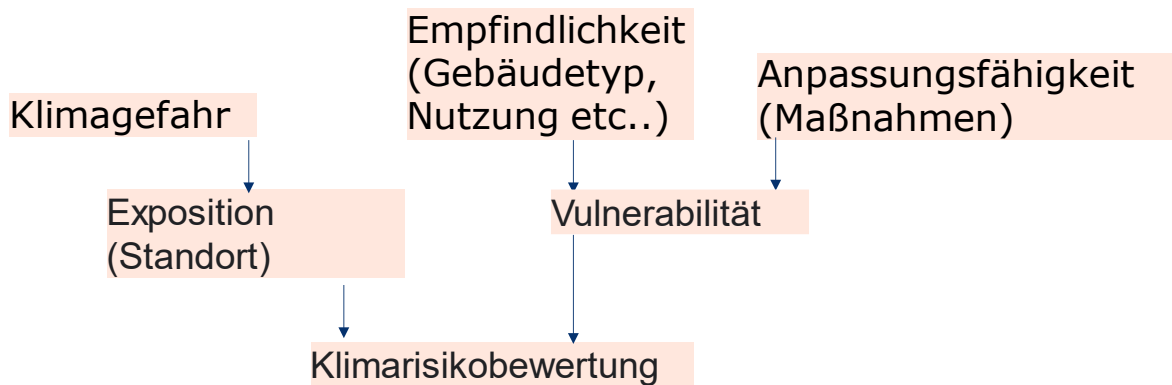 Empfindlichkeit
(Gebäudetyp,
Nutzung etc..)
Anpassungsfähigkeit
(Maßnahmen)
Klimagefahr
Exposition
(Standort)
Vulnerabilität
Klimarisikobewertung